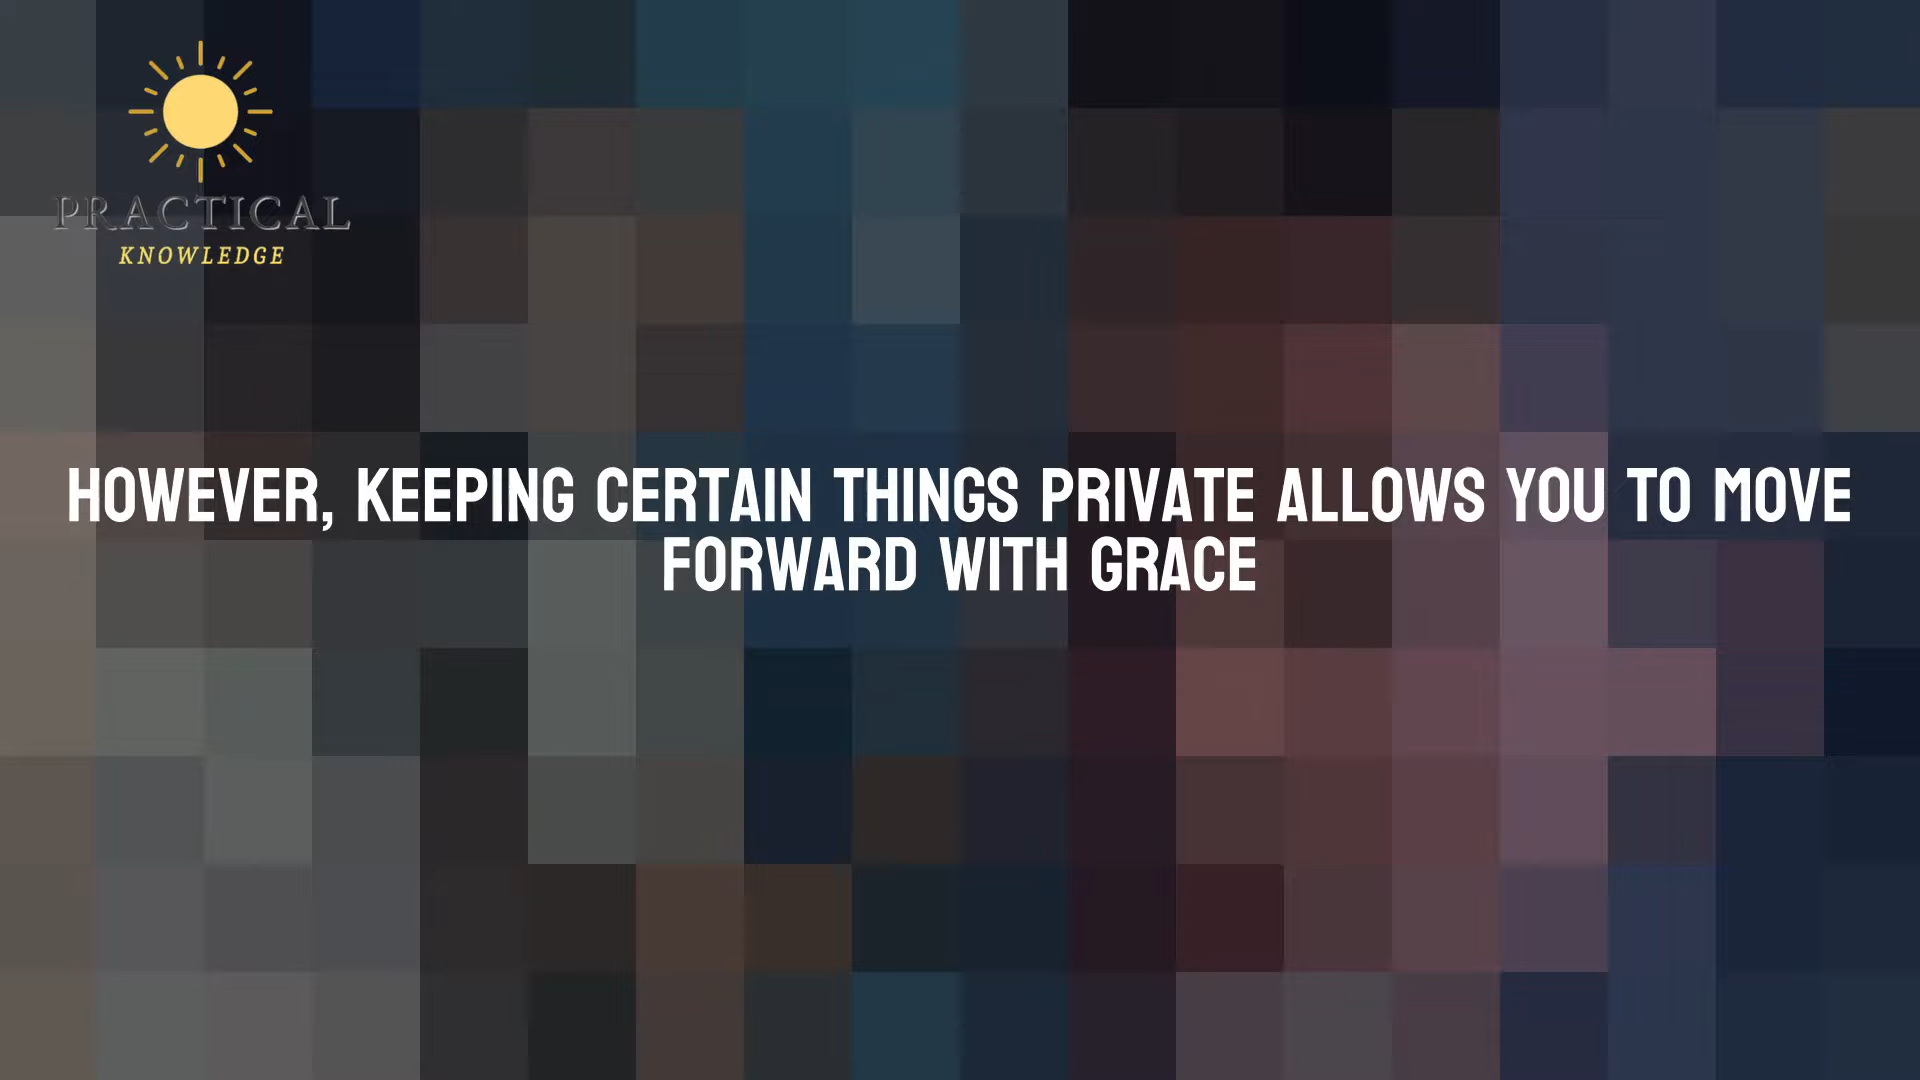 PRACTICAL
KNOWLEDGE
HOWEVER, KEEPING CERTAIN THINGS PRIVATE ALLOWS YOU TO MOVE
FORWARD WITH GRACE